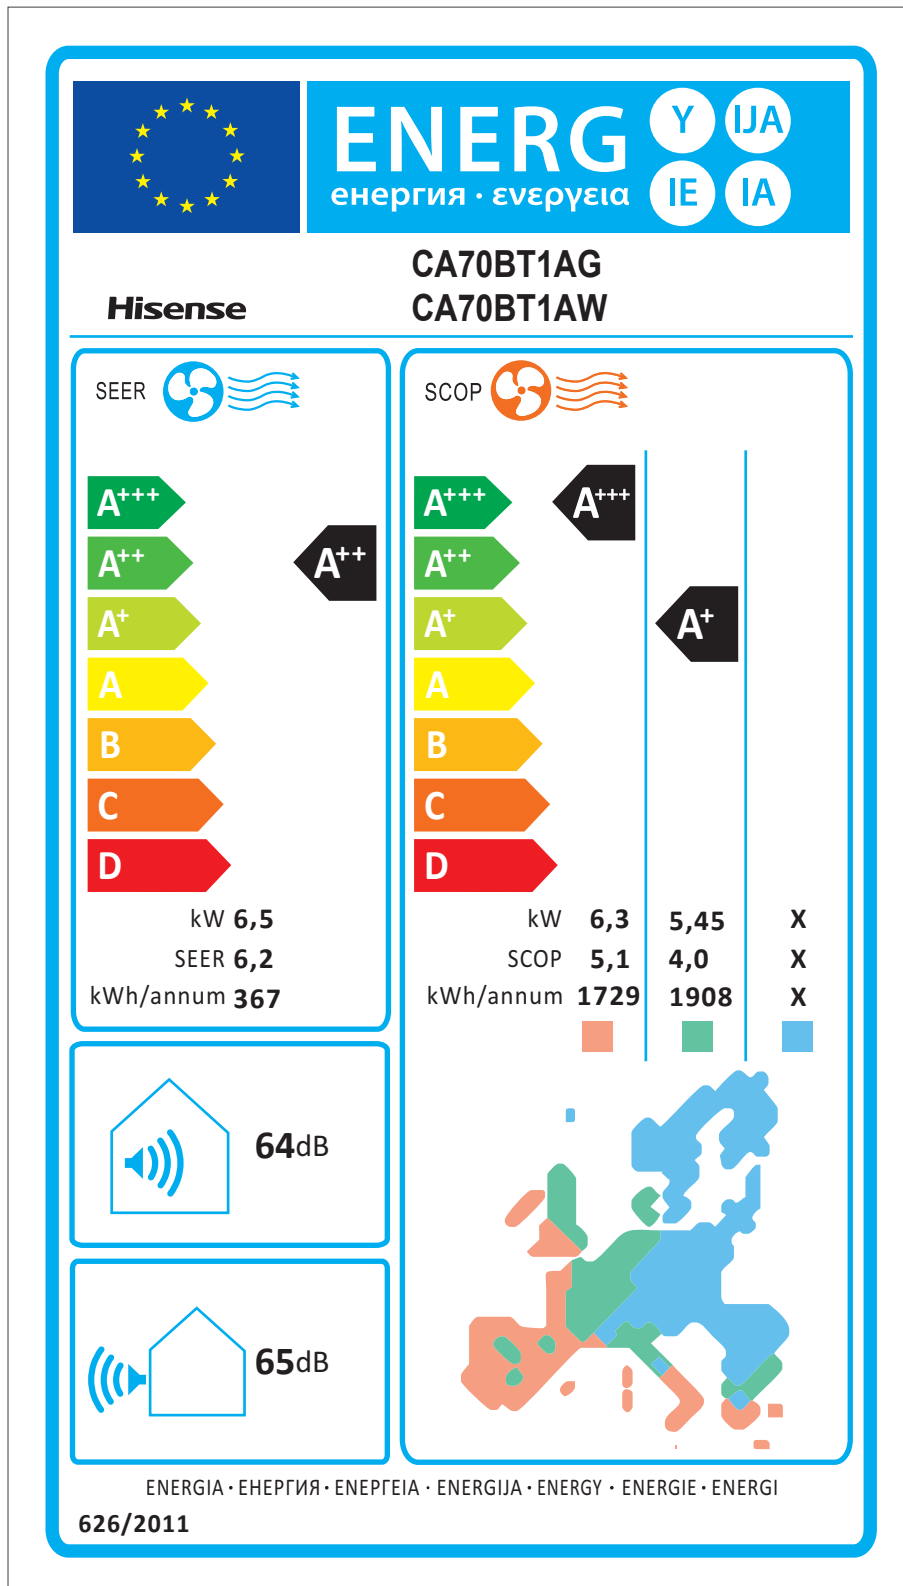 ENERG
енергия · ενεργεια
Y
IJA
IE
IA
CA70BT1AG
Hisense
CA70BT1AW
SEER
A+++
A++
A+
A
B
C
D
A++
kW 6,5
SEER 6,2
kWh/annum 367
SCOP
A+++
A++
A+
A
B
C
D
A+++
A+
kW 6,3 5,45 X
SCOP 5,1 4,0 X
kWh/annum 1729 1908 X
64dB
65dB
ENERGIA · ЕНЕРГИЯ · ΕΝΕΡΓΕΙΑ · ENERGIJA · ENERGY · ENERGIE · ENERGI
626/2011